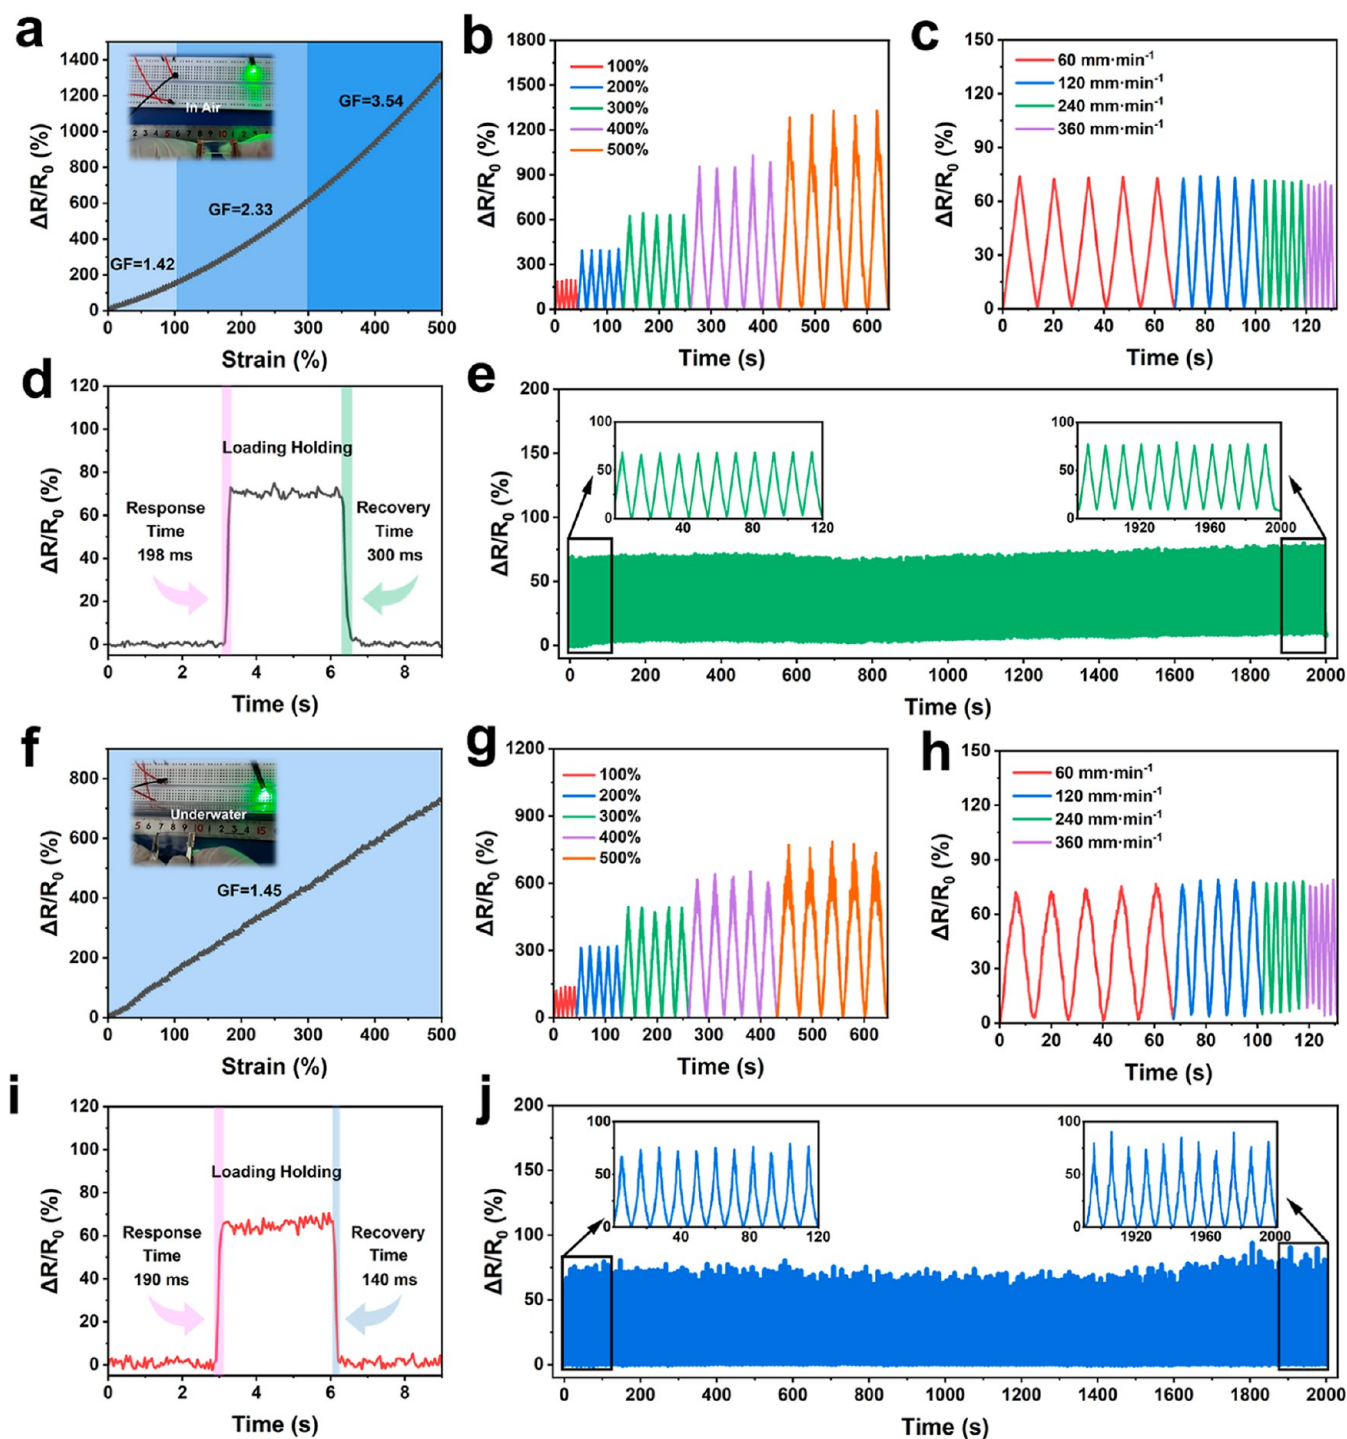 a
1400
1200
1000
800
600
400
200
0
0 100 200 300 400 500
ΔR/R0 (%)
Strain (%)
In Air
GF=1.42
GF=2.33
GF=3.54
b
1800
1500
1200
900
600
300
0
0 100 200 300 400 500 600
ΔR/R0 (%)
Time (s)
100%
200%
300%
400%
500%
c
150
120
90
60
30
0
0 20 40 60 80 100 120
ΔR/R0 (%)
Time (s)
60 mm·min-1
120 mm·min-1
240 mm·min-1
360 mm·min-1
d
120
100
80
60
40
20
0
0 2 4 6 8
ΔR/R0 (%)
Time (s)
Loading Holding
Response
Time
198 ms
Recovery
Time
300 ms
e
200
150
100
50
0
0 200 400 600 800 1000 1200 1400 1600 1800 2000
ΔR/R0 (%)
Time (s)
100
50
0
40 80 120
100
50
0
1920 1960 2000
f
800
600
400
200
0
0 100 200 300 400 500
ΔR/R0 (%)
Strain (%)
Underwater
GF=1.45
g
1200
900
600
300
0
0 100 200 300 400 500 600
ΔR/R0 (%)
Time (s)
100%
200%
300%
400%
500%
h
150
120
90
60
30
0
0 20 40 60 80 100 120
ΔR/R0 (%)
Time (s)
60 mm·min-1
120 mm·min-1
240 mm·min-1
360 mm·min-1
i
120
100
80
60
40
20
0
0 2 4 6 8
ΔR/R0 (%)
Time (s)
Loading Holding
Response
Time
190 ms
Recovery
Time
140 ms
j
200
150
100
50
0
0 200 400 600 800 1000 1200 1400 1600 1800 2000
ΔR/R0 (%)
Time (s)
100
50
0
40 80 120
100
50
0
1920 1960 2000